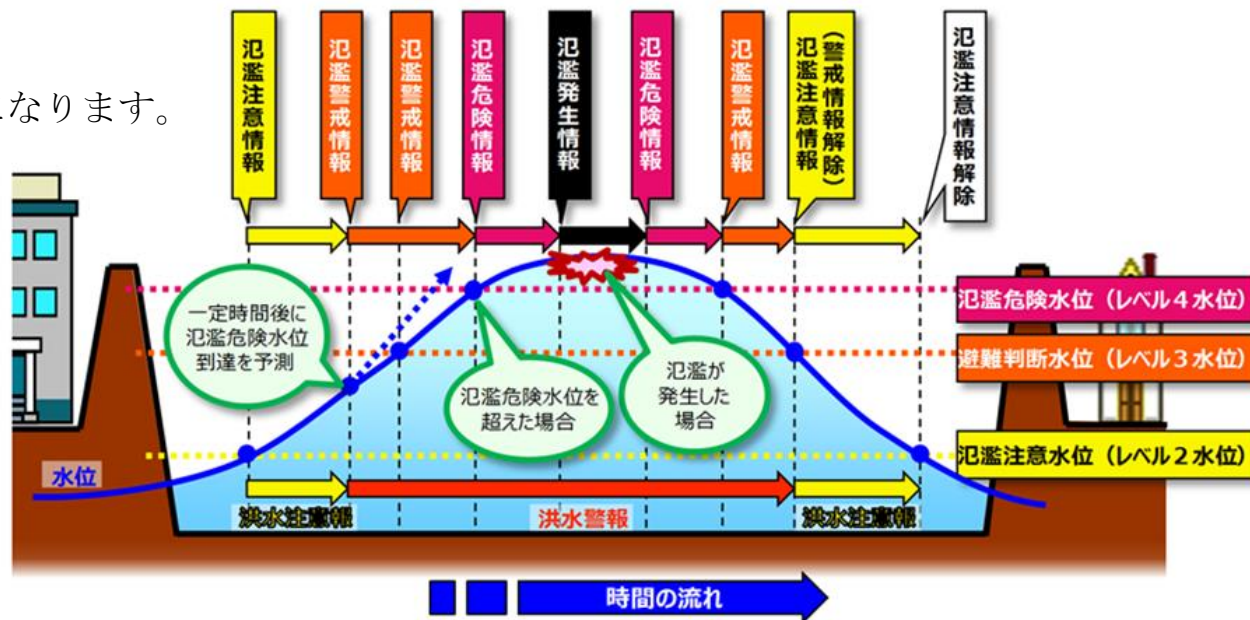 なります。
氾濫注意情報
氾濫警戒情報
氾濫警戒情報
氾濫危険情報
氾濫発生情報
氾濫危険情報
氾濫警戒情報
氾濫注意情報
（警戒情報解除）
氾濫注意情報解除
一定時間後に
氾濫危険水位
到達を予測
氾濫危険水位を
超えた場合
氾濫が
発生した
場合
氾濫危険水位（レベル４水位）
避難判断水位（レベル３水位）
氾濫注意水位（レベル２水位）
水位
洪水注意報
洪水警報
洪水注意報
時間の流れ